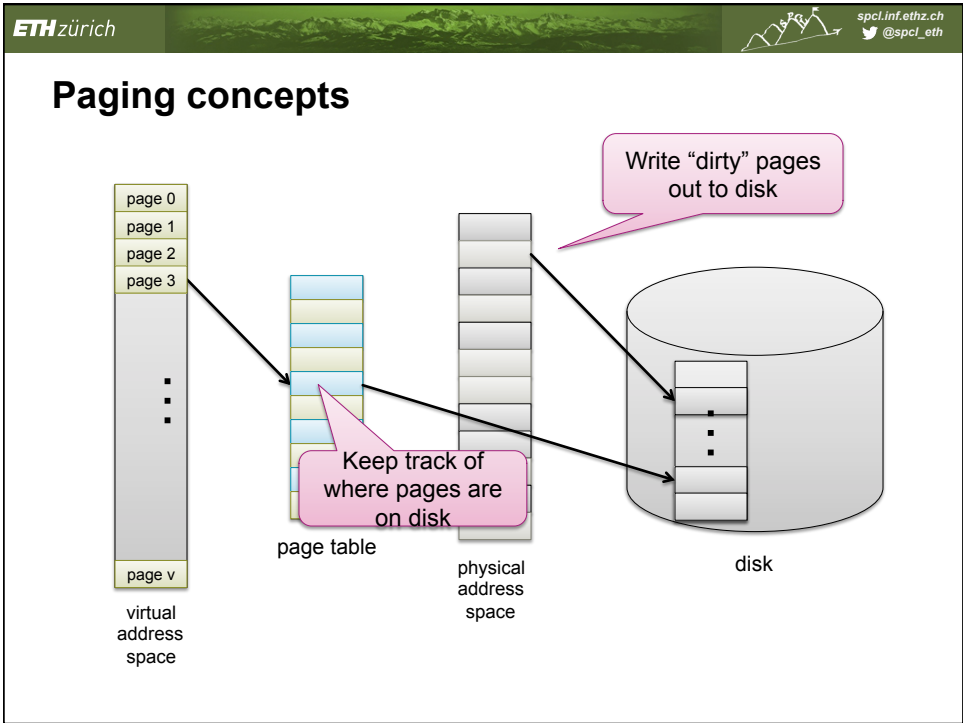 ETH zürich
spcl.inf.ethz.ch
@spcl_eth
Paging concepts
Write “dirty” pages
out to disk
page 0
page 1
page 2
page 3
page v
virtual
address
space
Keep track of
where pages are
on disk
page table
physical
address
space
disk